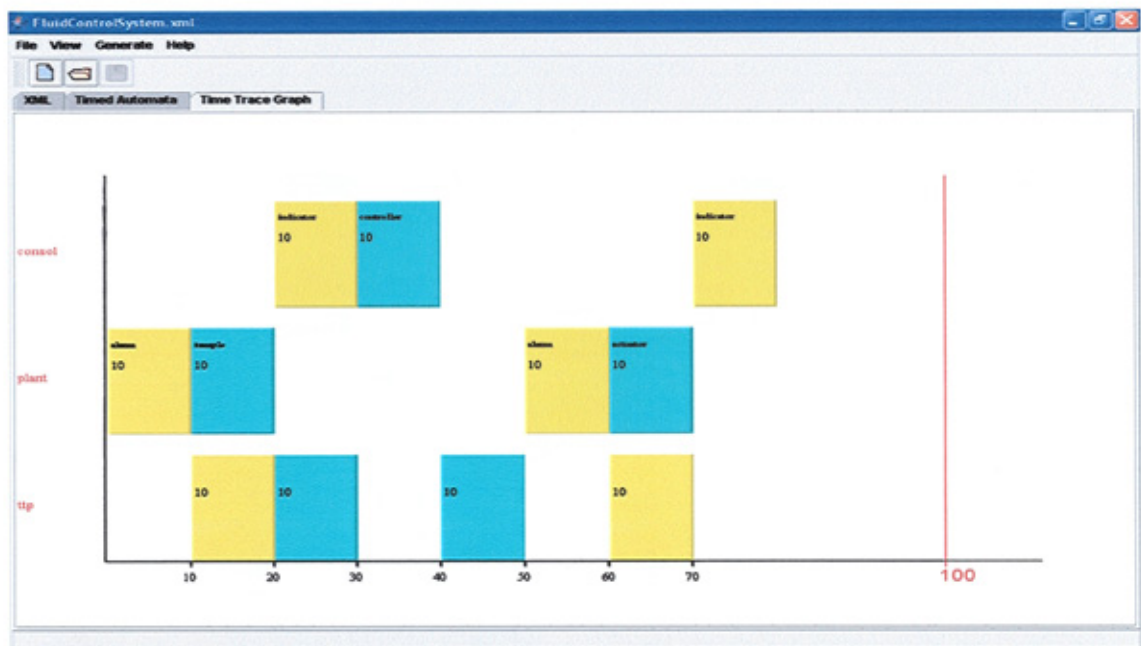 FluidControlSystem.xml
File View Generate Help
XML Timed Automata Time Trace Graph
indicator controller indicator
10 10 10
consol
alarm sample alarm actuator
10 10 10 10
plant
10 10 10 10
ttp
10 20 30 40 50 60 70 100